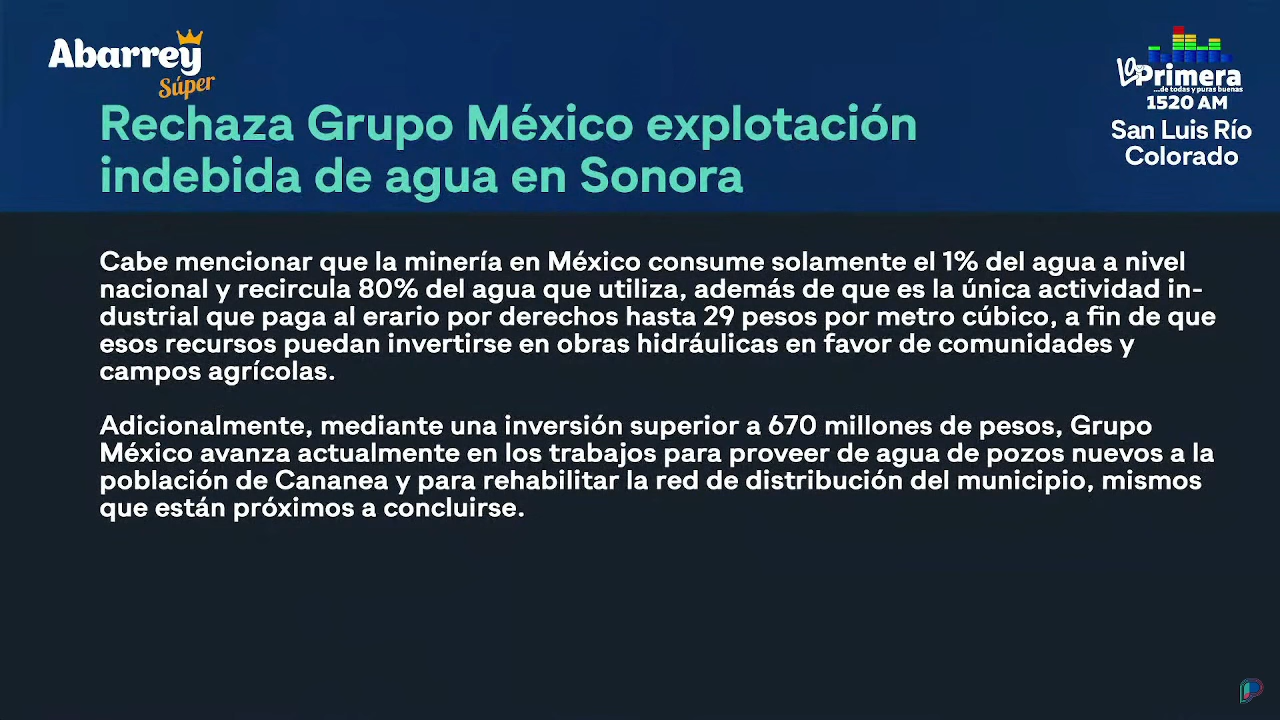 Abarrey
Súper
La Primera
...de todas y puras buenas
1520 AM
San Luis Río
Colorado
Rechaza Grupo México explotación
indebida de agua en Sonora
Cabe mencionar que la minería en México consume solamente el 1% del agua a nivel
nacional y recircula 80% del agua que utiliza, además de que es la única actividad in-
dustrial que paga al erario por derechos hasta 29 pesos por metro cúbico, a fin de que
esos recursos puedan invertirse en obras hidráulicas en favor de comunidades y
campos agrícolas.
Adicionalmente, mediante una inversión superior a 670 millones de pesos, Grupo
México avanza actualmente en los trabajos para proveer de agua de pozos nuevos a la
población de Cananea y para rehabilitar la red de distribución del municipio, mismos
que están próximos a concluirse.